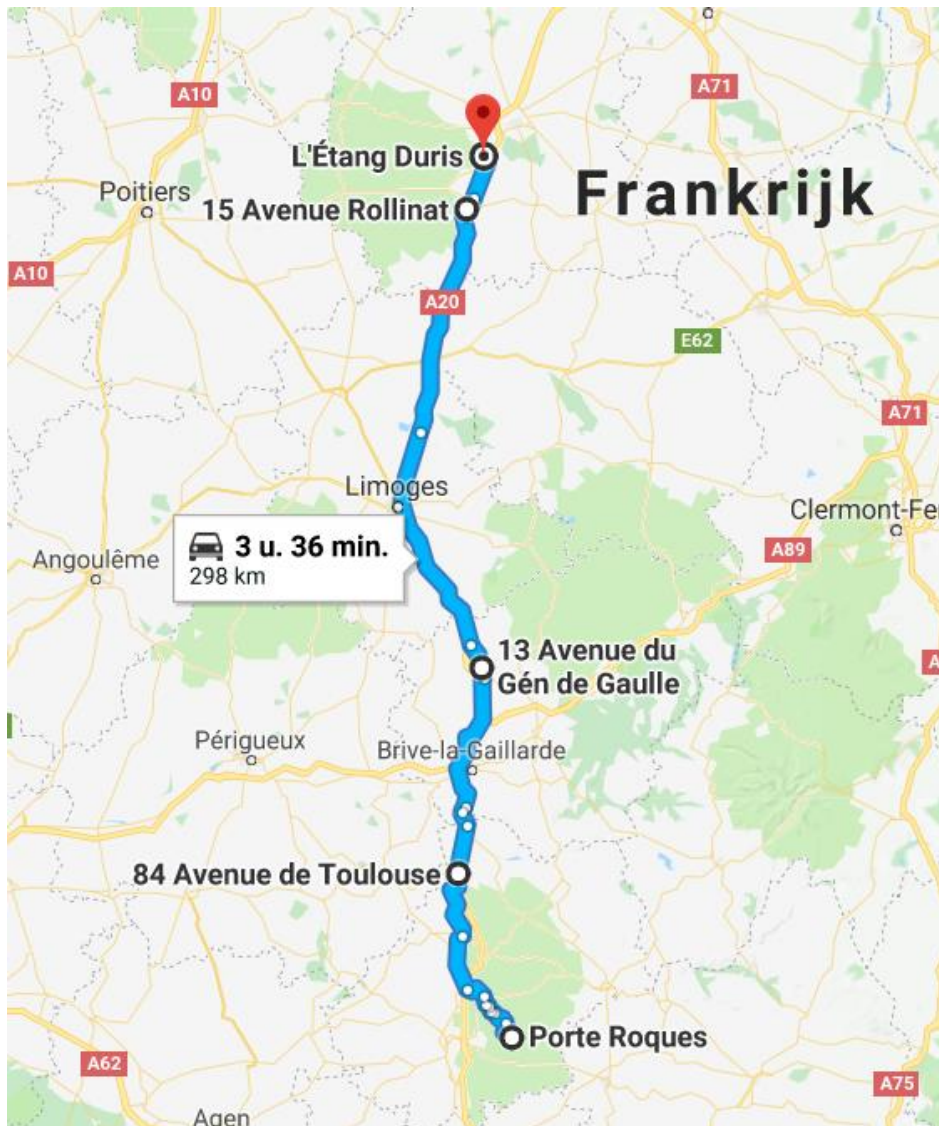 A10
A71
L'Étang Duris
Poitiers
15 Avenue Rollinat
Frankrijk
A10
A20
E62
A71
Limoges
Clermont-Fe
3 u. 36 min.
298 km
A89
Angoulême
13 Avenue du
Gén de Gaulle
A
Périgueux
Brive-la-Gaillarde
84 Avenue de Toulouse
Porte Roques
A62
A75
Agen